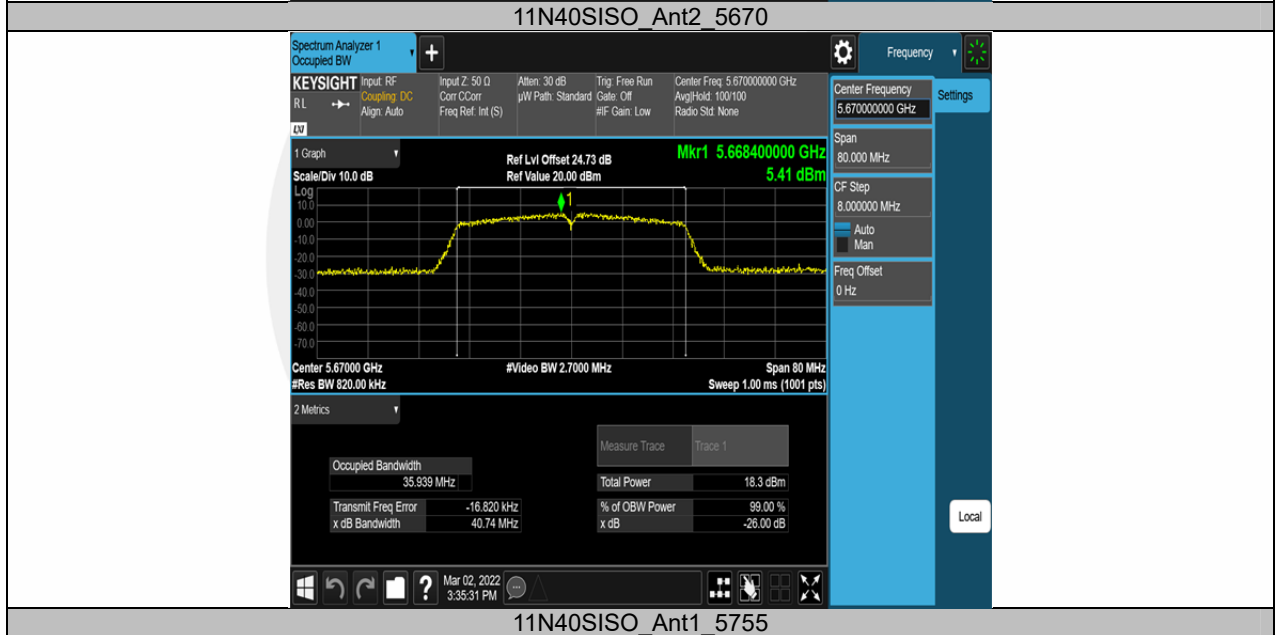 11N40SISO_Ant2_5670
Spectrum Analyzer 1
Occupied BW
+
Frequency
KEYSIGHT
RL
LXI
Input: RF
Coupling: DC
Align: Auto
Input Z: 50 Ω
Corr CCorr
Freq Ref: Int (S)
Atten: 30 dB
µW Path: Standard
Trig: Free Run
Gate: Off
#IF Gain: Low
Center Freq: 5.670000000 GHz
Avg|Hold: 100/100
Radio Std: None
Center Frequency
5.670000000 GHz
Settings
Span
80.000 MHz
CF Step
8.000000 MHz
Auto
Man
Freq Offset
0 Hz
Local
1 Graph
Scale/Div 10.0 dB
Ref Lvl Offset 24.73 dB
Ref Value 20.00 dBm
Mkr1 5.668400000 GHz
5.41 dBm
Log
10.0
0.00
-10.0
-20.0
-30.0
-40.0
-50.0
-60.0
-70.0
1
Center 5.67000 GHz
#Video BW 2.7000 MHz
Span 80 MHz
#Res BW 820.00 kHz
Sweep 1.00 ms (1001 pts)
2 Metrics
Measure Trace Trace 1
Occupied Bandwidth
35.939 MHz
Total Power 18.3 dBm
Transmit Freq Error -16.820 kHz
% of OBW Power 99.00 %
x dB Bandwidth 40.74 MHz
x dB -26.00 dB
?
Mar 02, 2022
3:35:31 PM
11N40SISO_Ant1_5755